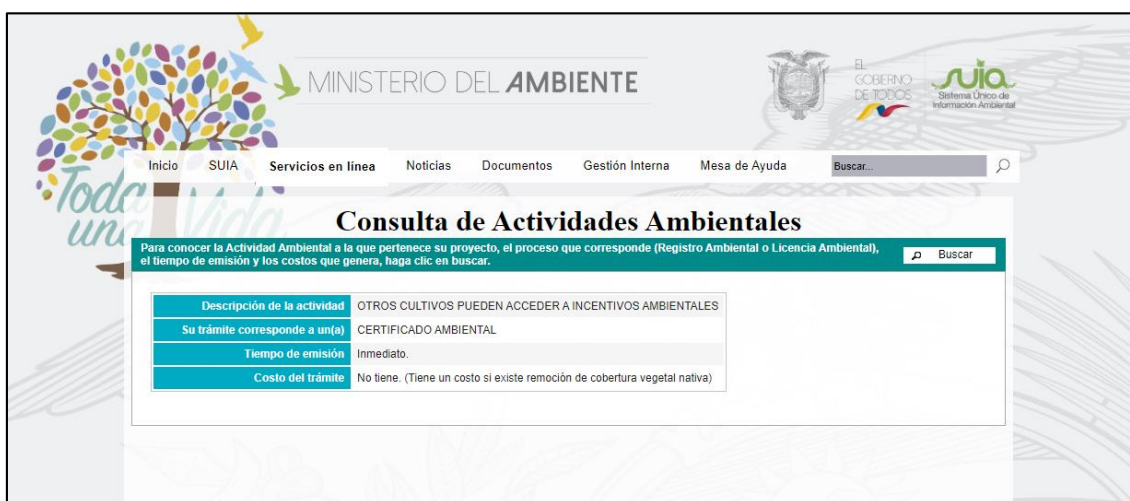 MINISTERIO DEL AMBIENTE
EL
GOBIERNO
DE TODOS
suia
Sistema Único de
Información Ambiental
Inicio SUIA Servicios en línea Noticias Documentos Gestión Interna Mesa de Ayuda Buscar...
Toda
una Vida
Consulta de Actividades Ambientales
Para conocer la Actividad Ambiental a la que pertenece su proyecto, el proceso que corresponde (Registro Ambiental o Licencia Ambiental),
el tiempo de emisión y los costos que genera, haga clic en buscar.
Buscar
Descripción de la actividad OTROS CULTIVOS PUEDEN ACCEDER A INCENTIVOS AMBIENTALES
Su trámite corresponde a un(a) CERTIFICADO AMBIENTAL
Tiempo de emisión Inmediato.
Costo del trámite No tiene. (Tiene un costo si existe remoción de cobertura vegetal nativa)